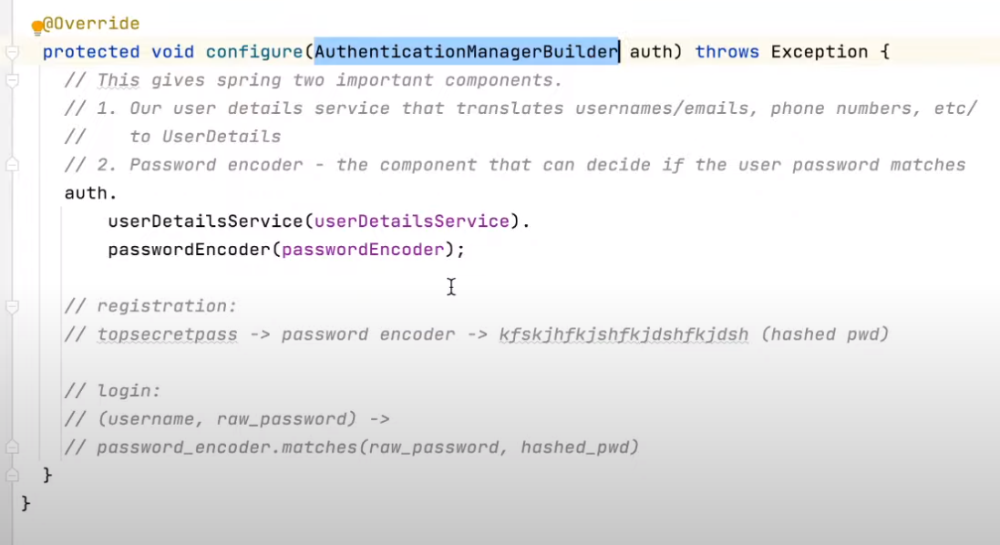 @Override
protected void configure(AuthenticationManagerBuilder auth) throws Exception {
// This gives spring two important components.
// 1. Our user details service that translates usernames/emails, phone numbers, etc/
//    to UserDetails
// 2. Password encoder - the component that can decide if the user password matches
auth.
userDetailsService(userDetailsService).
passwordEncoder(passwordEncoder);
// registration:
// topsecretpass -> password encoder -> kfskjhfkjshfkjdshfkjdsh (hashed pwd)
// login:
// (username, raw_password) ->
// password_encoder.matches(raw_password, hashed_pwd)
}
}